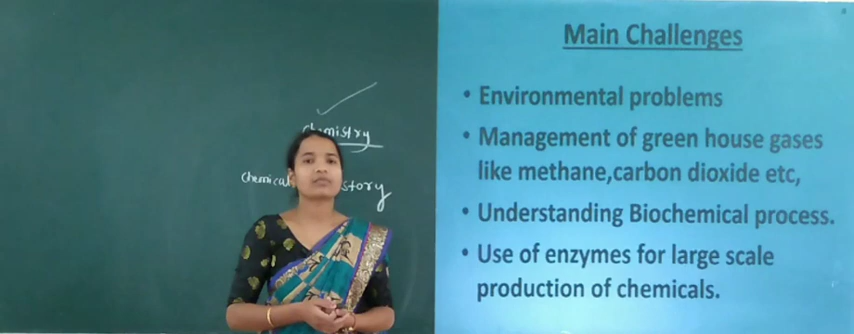 chemistry
chemical
story
Main Challenges
• Environmental problems
• Management of green house gases
like methane,carbon dioxide etc,
• Understanding Biochemical process.
• Use of enzymes for large scale
production of chemicals.